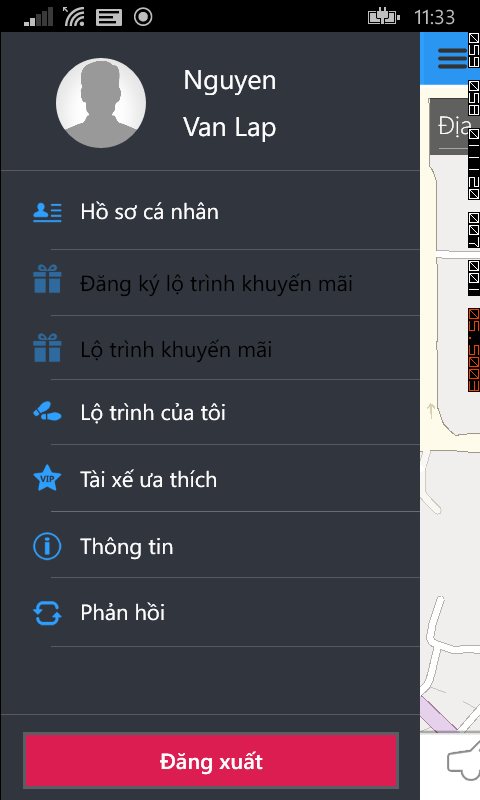 11:33
Nguyen
Van Lap
Hồ sơ cá nhân
Đăng ký lộ trình khuyến mãi
Lộ trình khuyến mãi
Lộ trình của tôi
VIP
Tài xế ưa thích
Thông tin
Phản hồi
Đăng xuất
Địa